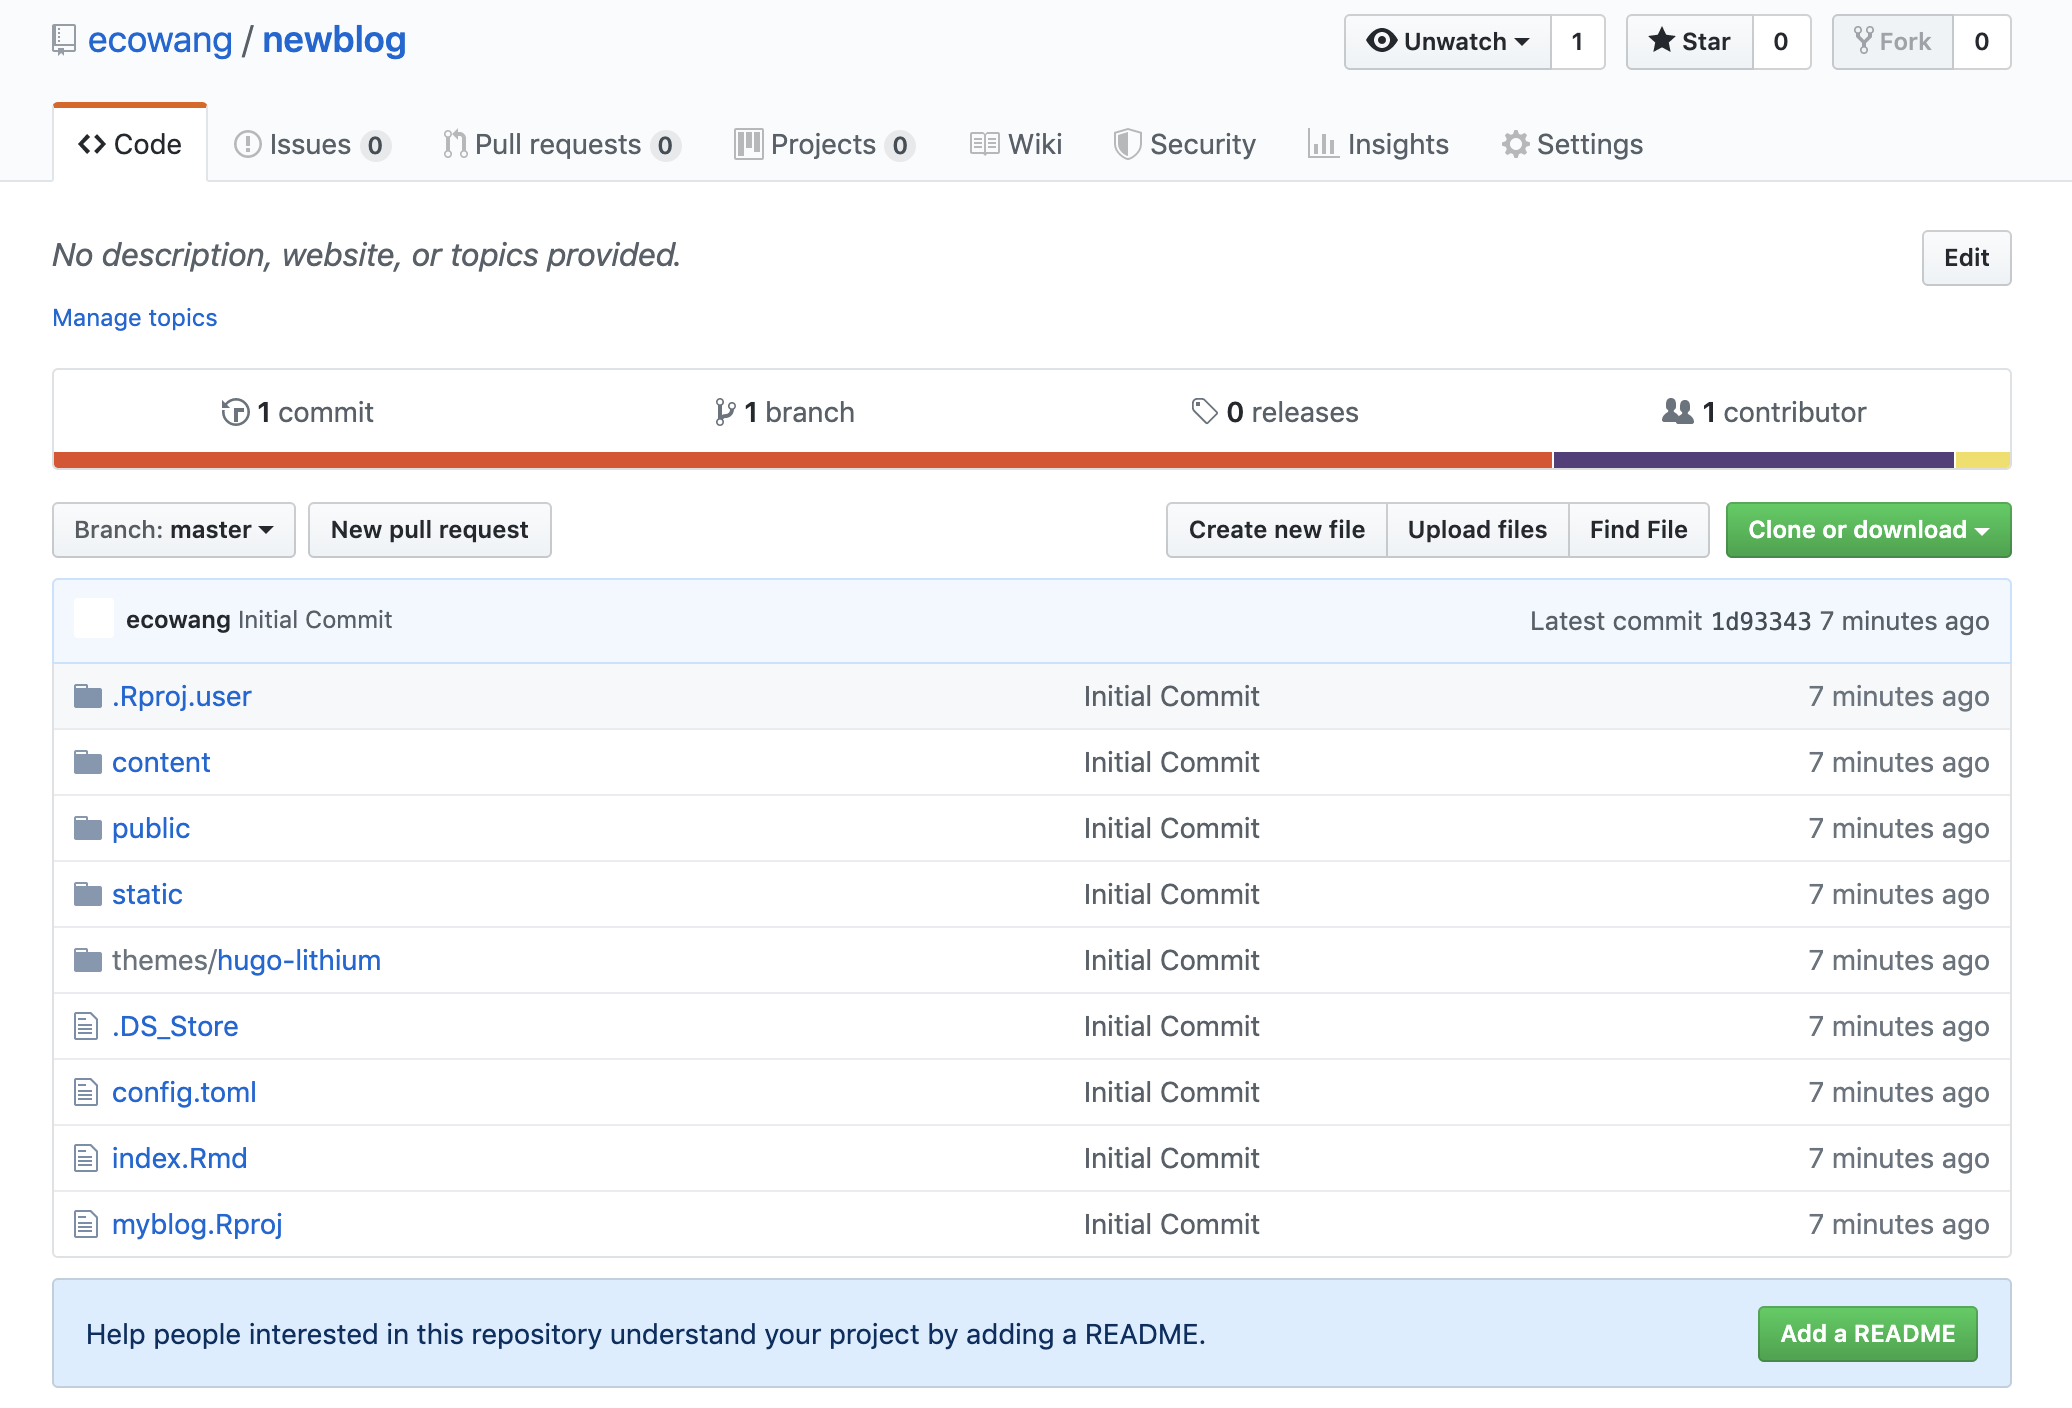 ecowang / newblog Unwatch 1 Star 0 Fork 0
Code Issues 0 Pull requests 0 Projects 0 Wiki Security Insights Settings
No description, website, or topics provided. Edit
Manage topics
1 commit 1 branch 0 releases 1 contributor
Branch: master New pull request Create new file Upload files Find File Clone or download
ecowang Initial Commit Latest commit 1d93343 7 minutes ago
.Rproj.user Initial Commit 7 minutes ago
content Initial Commit 7 minutes ago
public Initial Commit 7 minutes ago
static Initial Commit 7 minutes ago
themes/hugo-lithium Initial Commit 7 minutes ago
.DS_Store Initial Commit 7 minutes ago
config.toml Initial Commit 7 minutes ago
index.Rmd Initial Commit 7 minutes ago
myblog.Rproj Initial Commit 7 minutes ago
Help people interested in this repository understand your project by adding a README. Add a README